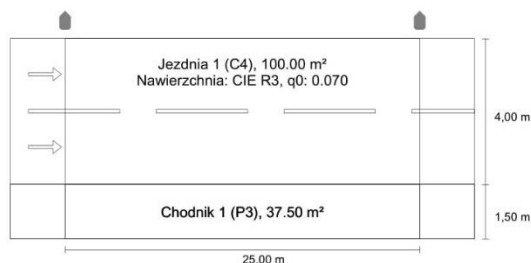 Jezdnia 1 (C4), 100.00 m²
Nawierzchnia: CIE R3, q0: 0.070
4,00 m
Chodnik 1 (P3), 37.50 m²
1,50 m
25.00 m